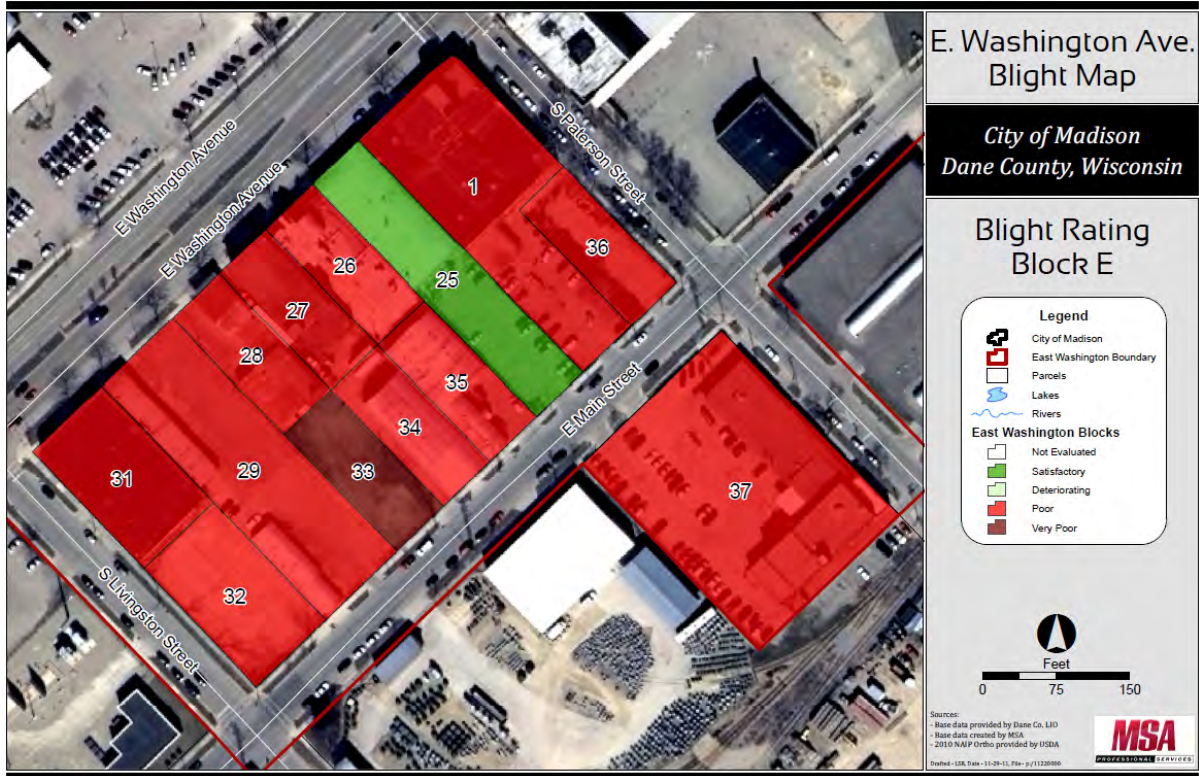 E. Washington Ave.
Blight Map
City of Madison
Dane County, Wisconsin
Blight Rating
Block E
Legend
City of Madison
East Washington Boundary
Parcels
Lakes
Rivers
East Washington Blocks
Not Evaluated
Satisfactory
Deteriorating
Poor
Very Poor
Feet
0 75 150
Sources:
- Base data provided by Dane Co. LIO
- Base data created by MSA
- 2010 NAIP Ortho provided by USDA
MSA
PROFESSIONAL SERVICES
E Washington Avenue
E Washington Avenue
S Paterson Street
E Main Street
S Livingston Street
1
36
25
26
27
28
35
34
33
29
31
32
37